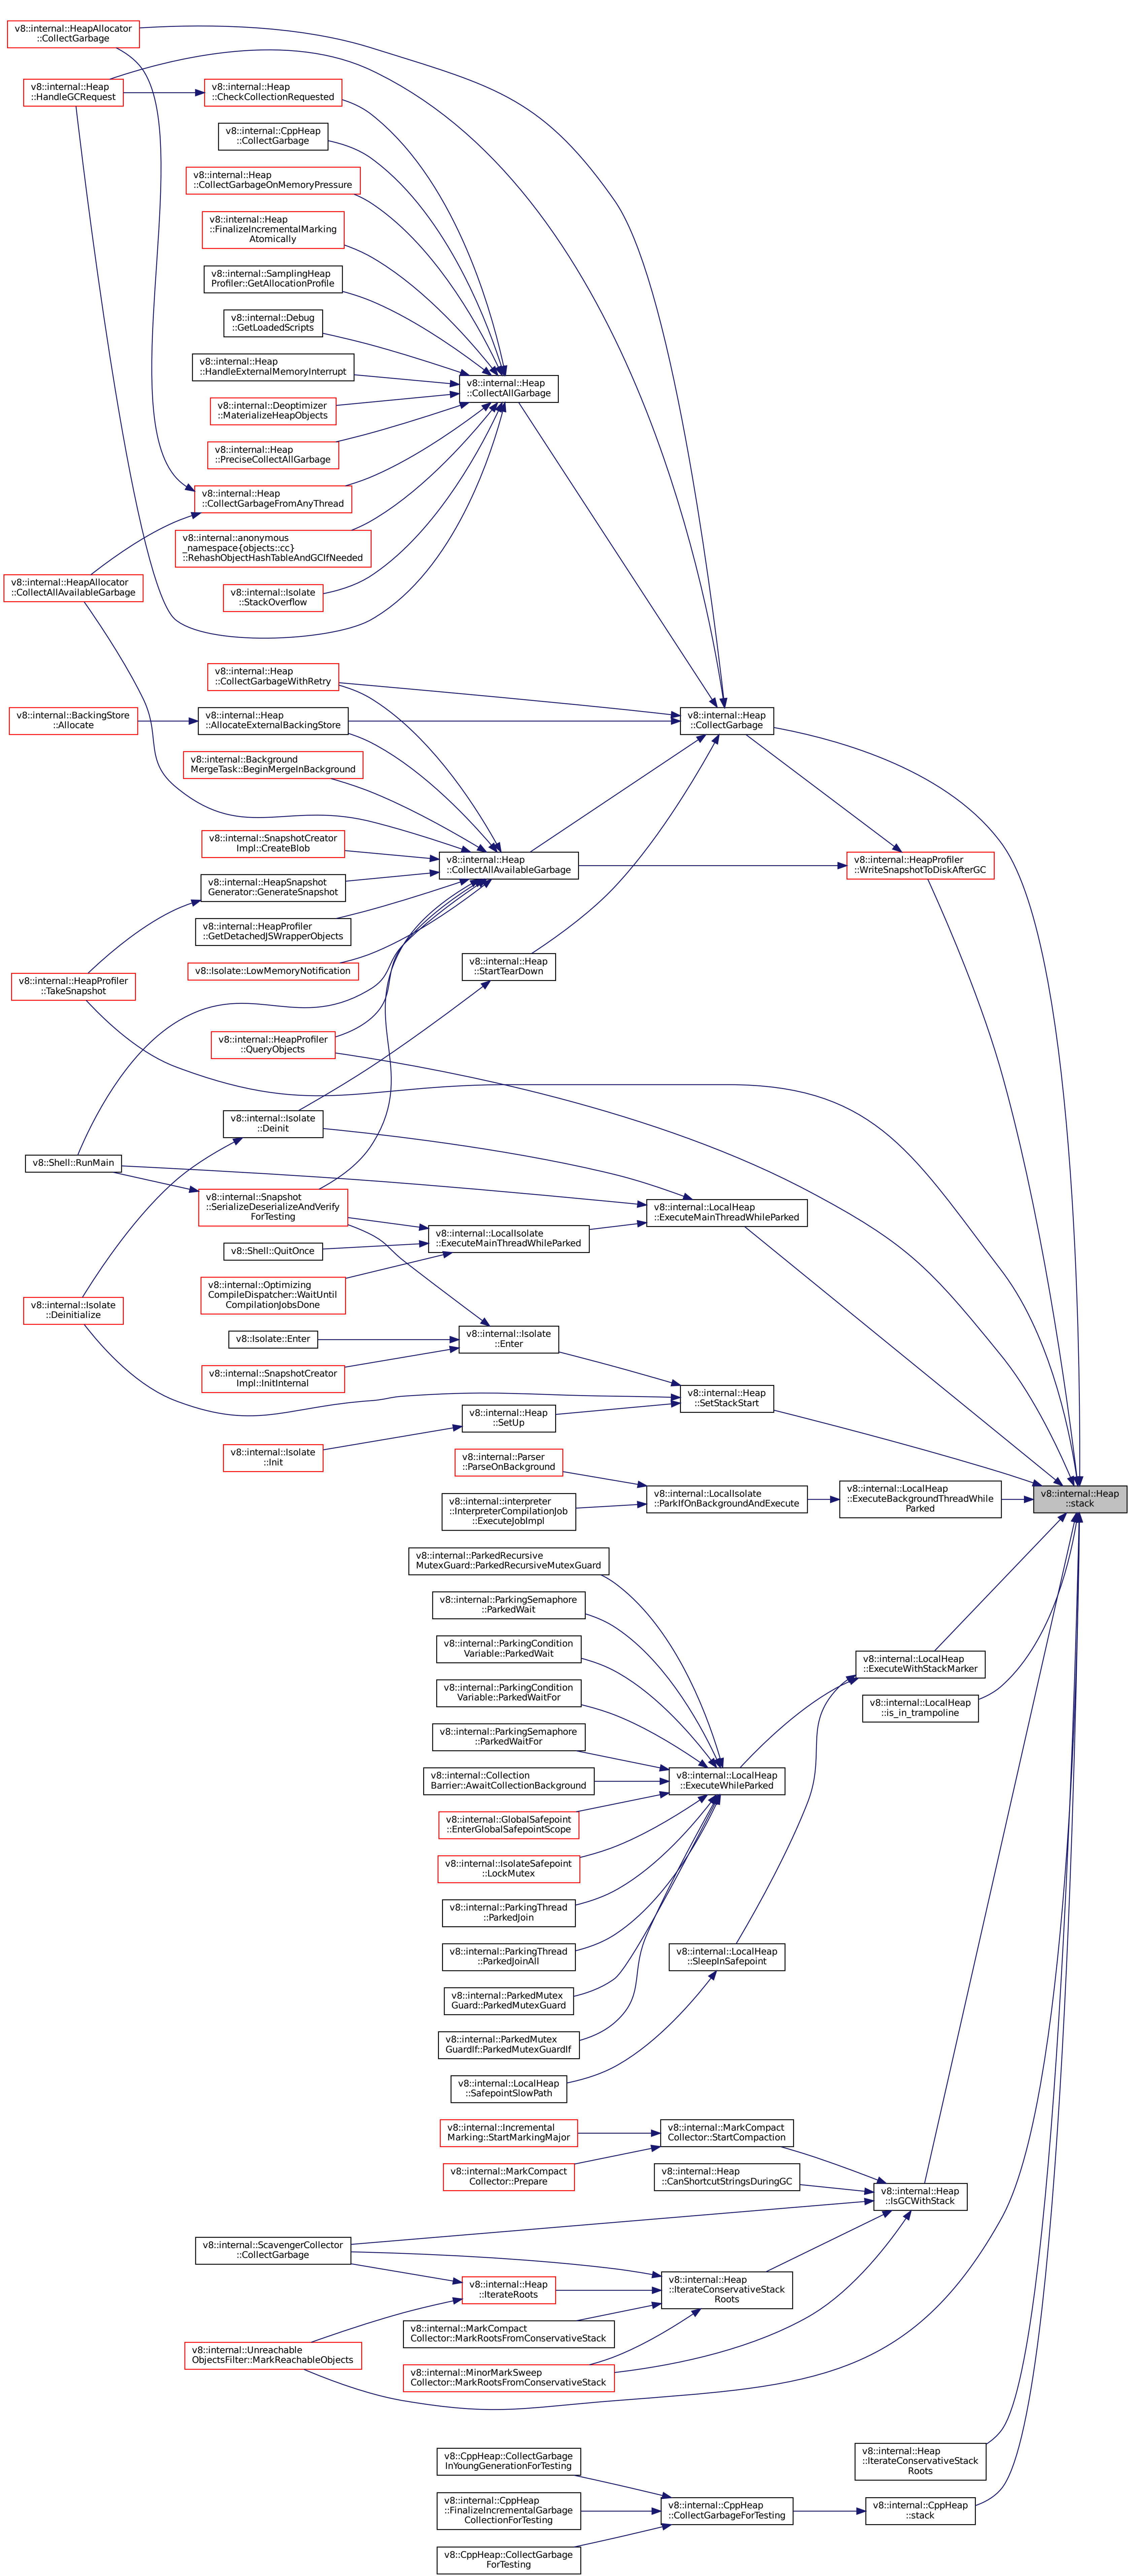 v8::internal::HeapAllocator
::CollectGarbage
v8::internal::Heap
::HandleGCRequest
v8::internal::Heap
::CheckCollectionRequested
v8::internal::CppHeap
::CollectGarbage
v8::internal::Heap
::CollectGarbageOnMemoryPressure
v8::internal::Heap
::FinalizeIncrementalMarking
Atomically
v8::internal::SamplingHeap
Profiler::GetAllocationProfile
v8::internal::Debug
::GetLoadedScripts
v8::internal::Heap
::HandleExternalMemoryInterrupt
v8::internal::Heap
::CollectAllGarbage
v8::internal::Deoptimizer
::MaterializeHeapObjects
v8::internal::Heap
::PreciseCollectAllGarbage
v8::internal::Heap
::CollectGarbageFromAnyThread
v8::internal::anonymous
_namespace{objects::cc}
::RehashObjectHashTableAndGCIfNeeded
v8::internal::HeapAllocator
::CollectAllAvailableGarbage
v8::internal::Isolate
::StackOverflow
v8::internal::Heap
::CollectGarbageWithRetry
v8::internal::BackingStore
::Allocate
v8::internal::Heap
::AllocateExternalBackingStore
v8::internal::Heap
::CollectGarbage
v8::internal::Background
MergeTask::BeginMergeInBackground
v8::internal::SnapshotCreator
Impl::CreateBlob
v8::internal::Heap
::CollectAllAvailableGarbage
v8::internal::HeapProfiler
::WriteSnapshotToDiskAfterGC
v8::internal::HeapSnapshot
Generator::GenerateSnapshot
v8::internal::HeapProfiler
::GetDetachedJSWrapperObjects
v8::Isolate::LowMemoryNotification
v8::internal::Heap
::StartTearDown
v8::internal::HeapProfiler
::TakeSnapshot
v8::internal::HeapProfiler
::QueryObjects
v8::internal::Isolate
::Deinit
v8::Shell::RunMain
v8::internal::Snapshot
::SerializeDeserializeAndVerify
ForTesting
v8::internal::LocalHeap
::ExecuteMainThreadWhileParked
v8::internal::LocalIsolate
::ExecuteMainThreadWhileParked
v8::Shell::QuitOnce
v8::internal::Optimizing
CompileDispatcher::WaitUntil
CompilationJobsDone
v8::internal::Isolate
::Deinitialize
v8::Isolate::Enter
v8::internal::Isolate
::Enter
v8::internal::SnapshotCreator
Impl::InitInternal
v8::internal::Heap
::SetStackStart
v8::internal::Heap
::SetUp
v8::internal::Isolate
::Init
v8::internal::Parser
::ParseOnBackground
v8::internal::interpreter
::InterpreterCompilationJob
::ExecuteJobImpl
v8::internal::LocalIsolate
::ParkIfOnBackgroundAndExecute
v8::internal::LocalHeap
::ExecuteBackgroundThreadWhile
Parked
v8::internal::Heap
::stack
v8::internal::ParkedRecursive
MutexGuard::ParkedRecursiveMutexGuard
v8::internal::ParkingSemaphore
::ParkedWait
v8::internal::ParkingCondition
Variable::ParkedWait
v8::internal::LocalHeap
::ExecuteWithStackMarker
v8::internal::ParkingCondition
Variable::ParkedWaitFor
v8::internal::LocalHeap
::is_in_trampoline
v8::internal::ParkingSemaphore
::ParkedWaitFor
v8::internal::Collection
Barrier::AwaitCollectionBackground
v8::internal::LocalHeap
::ExecuteWhileParked
v8::internal::GlobalSafepoint
::EnterGlobalSafepointScope
v8::internal::IsolateSafepoint
::LockMutex
v8::internal::ParkingThread
::ParkedJoin
v8::internal::ParkingThread
::ParkedJoinAll
v8::internal::LocalHeap
::SleepInSafepoint
v8::internal::ParkedMutex
Guard::ParkedMutexGuard
v8::internal::ParkedMutex
GuardIf::ParkedMutexGuardIf
v8::internal::LocalHeap
::SafepointSlowPath
v8::internal::Incremental
Marking::StartMarkingMajor
v8::internal::MarkCompact
Collector::StartCompaction
v8::internal::MarkCompact
Collector::Prepare
v8::internal::Heap
::CanShortcutStringsDuringGC
v8::internal::Heap
::IsGCWithStack
v8::internal::ScavengerCollector
::CollectGarbage
v8::internal::Heap
::IterateRoots
v8::internal::Heap
::IterateConservativeStack
Roots
v8::internal::MarkCompact
Collector::MarkRootsFromConservativeStack
v8::internal::Unreachable
ObjectsFilter::MarkReachableObjects
v8::internal::MinorMarkSweep
Collector::MarkRootsFromConservativeStack
v8::internal::Heap
::IterateConservativeStack
Roots
v8::CppHeap::CollectGarbage
InYoungGenerationForTesting
v8::internal::CppHeap
::FinalizeIncrementalGarbage
CollectionForTesting
v8::internal::CppHeap
::CollectGarbageForTesting
v8::internal::CppHeap
::stack
v8::CppHeap::CollectGarbage
ForTesting